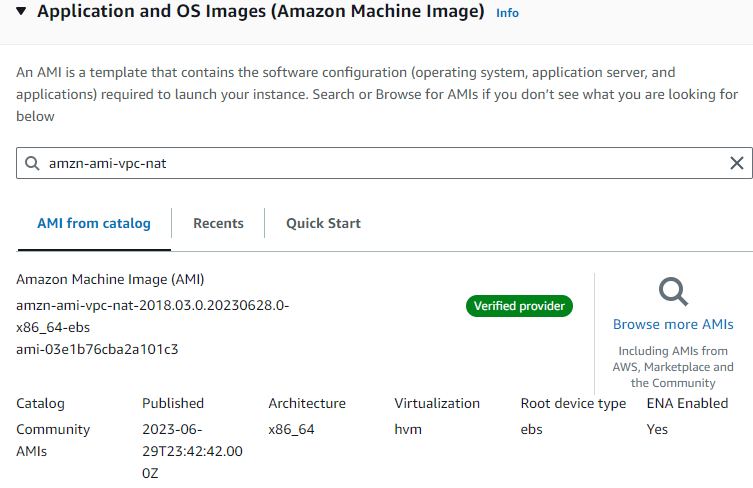 Application and OS Images (Amazon Machine Image) Info
An AMI is a template that contains the software configuration (operating system, application server, and
applications) required to launch your instance. Search or Browse for AMIs if you don't see what you are looking for
below
amzn-ami-vpc-nat
AMI from catalog
Recents
Quick Start
Amazon Machine Image (AMI)
amzn-ami-vpc-nat-2018.03.0.20230628.0-
x86_64-ebs
ami-03e1b76cba2a101c3
Verified provider
Browse more AMIs
Including AMIs from
AWS, Marketplace and
the Community
Catalog
Community
AMIs
Published
2023-06-
29T23:42:42.00
0Z
Architecture
x86_64
Virtualization
hvm
Root device type
ebs
ENA Enabled
Yes